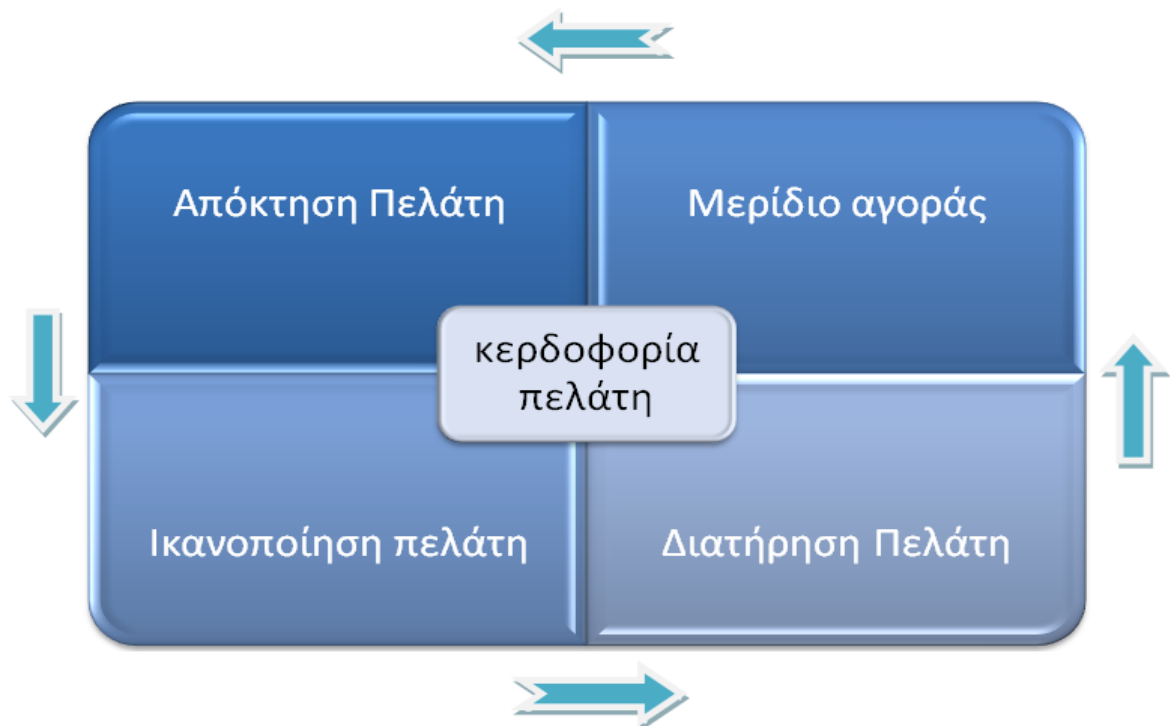 Απόκτηση Πελάτη
Μερίδιο αγοράς
κερδοφορία
πελάτη
Ικανοποίηση πελάτη
Διατήρηση Πελάτη